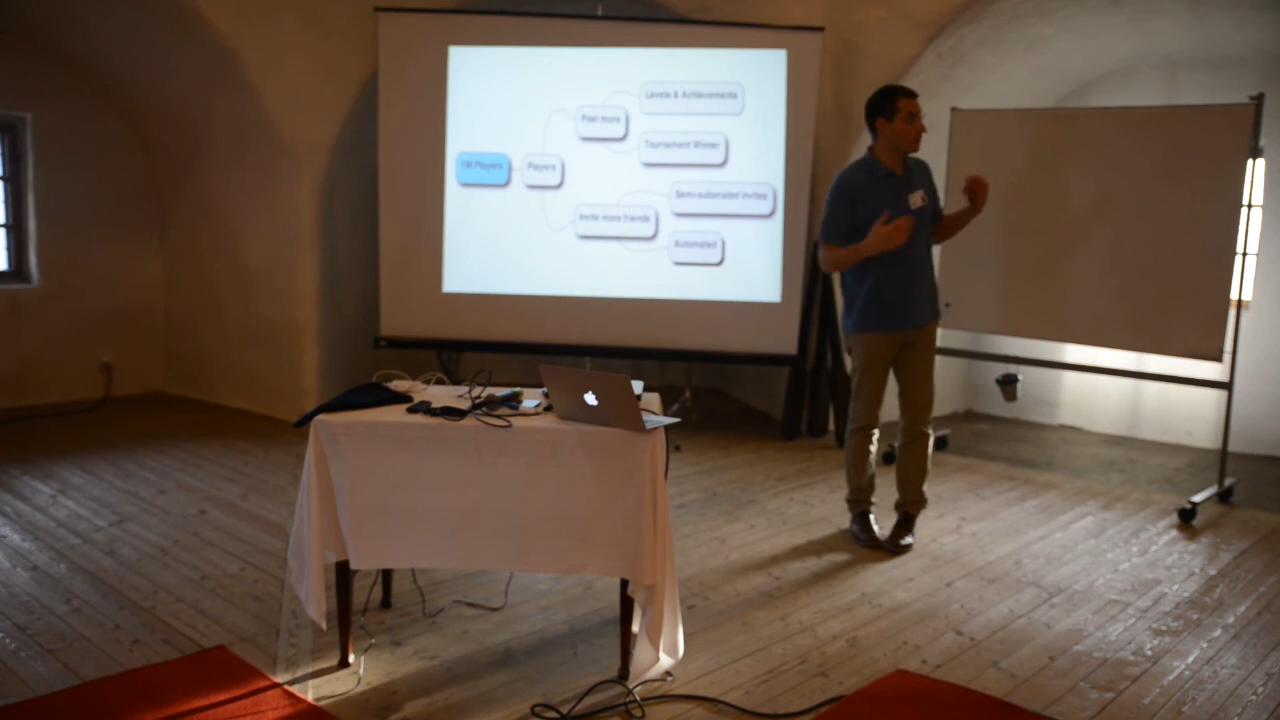 1M Players
Players
Post more
Levels & Achievements
Tournament Winner
Invite more friends
Semi-automated invites
Automated